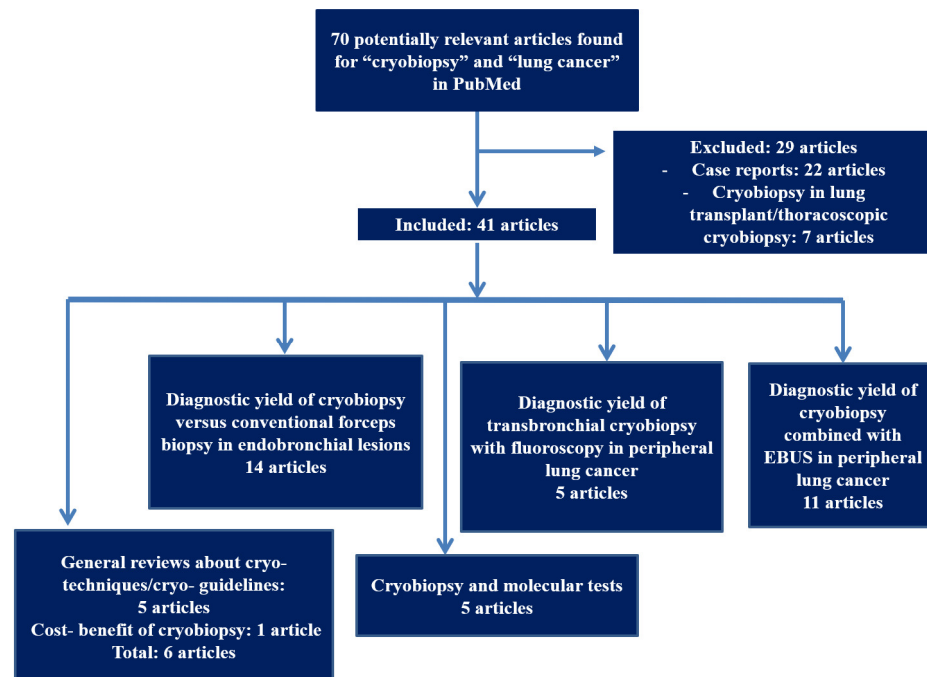 70 potentially relevant articles found
for “cryobiopsy” and “lung cancer”
in PubMed
Excluded: 29 articles
- Case reports: 22 articles
- Cryobiopsy in lung
transplant/thoracoscopic
cryobiopsy: 7 articles
Included: 41 articles
Diagnostic yield of cryobiopsy
versus conventional forceps
biopsy in endobronchial lesions
14 articles
Diagnostic yield of
transbronchial cryobiopsy
with fluoroscopy in peripheral
lung cancer
5 articles
Diagnostic yield of
cryobiopsy
combined with
EBUS in peripheral
lung cancer
11 articles
General reviews about cryo-
techniques/cryo- guidelines:
5 articles
Cost- benefit of cryobiopsy: 1 article
Total: 6 articles
Cryobiopsy and molecular tests
5 articles